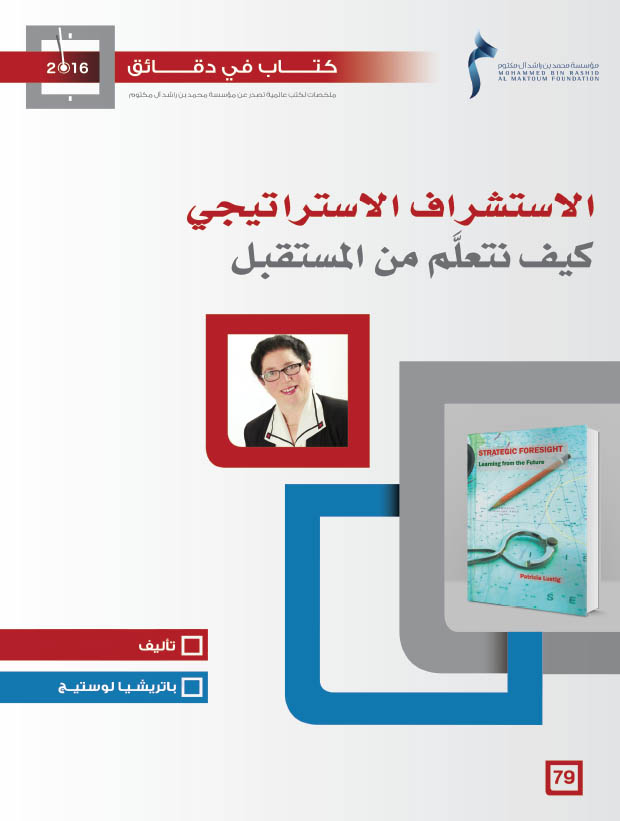 كتـــاب في دقـــائق
2016
ملخصات لكتب عالمية تصدر عن مؤسسة محمد بن راشد آل مكتوم
مؤسسة محمد بن راشد آل مكتوم
MOHAMMED BIN RASHID
AL MAKTOUM FOUNDATION
الاستشراف الاستراتيجي
كيف نتعلَّم من المستقبل
STRATEGIC FORESIGHT
Learning from the Future
Patricia Lustig
S E
تأليف
باتريشـيـا لوستيـج
79